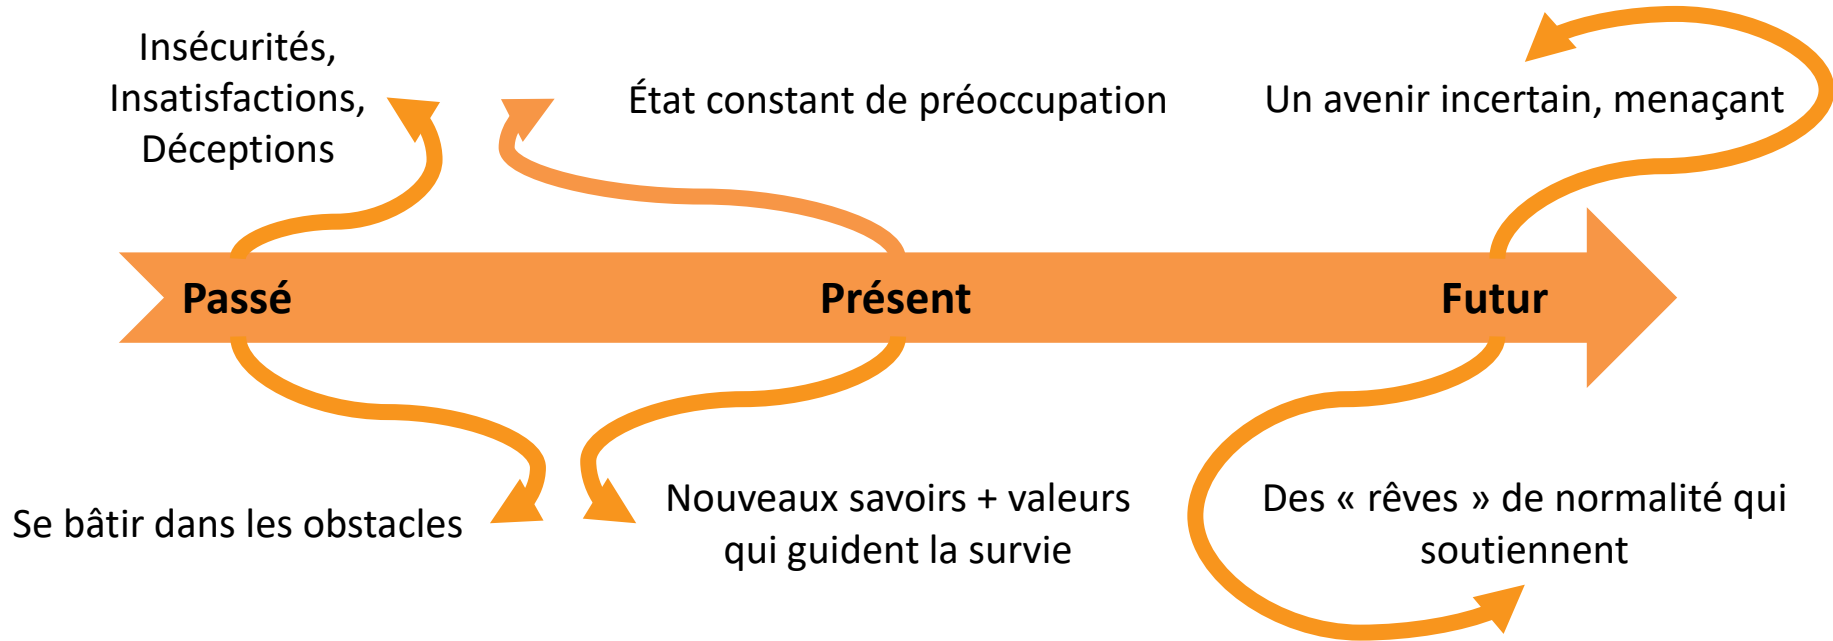 Insécurités,
Insatisfactions,
Déceptions
État constant de préoccupation
Un avenir incertain, menaçant
Passé
Présent
Futur
Se bâtir dans les obstacles
Nouveaux savoirs + valeurs
qui guident la survie
Des « rêves » de normalité qui
soutiennent